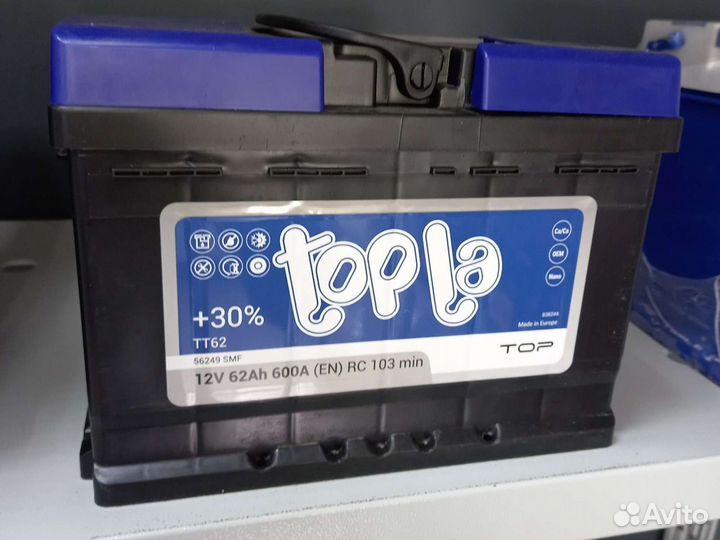 topla
Ca/Ca
OEM
Nano
+30%
TT62
56249 SMF
12V 62Ah 600A (EN) RC 103 min
838244
Made in Europe
TOP
Avito